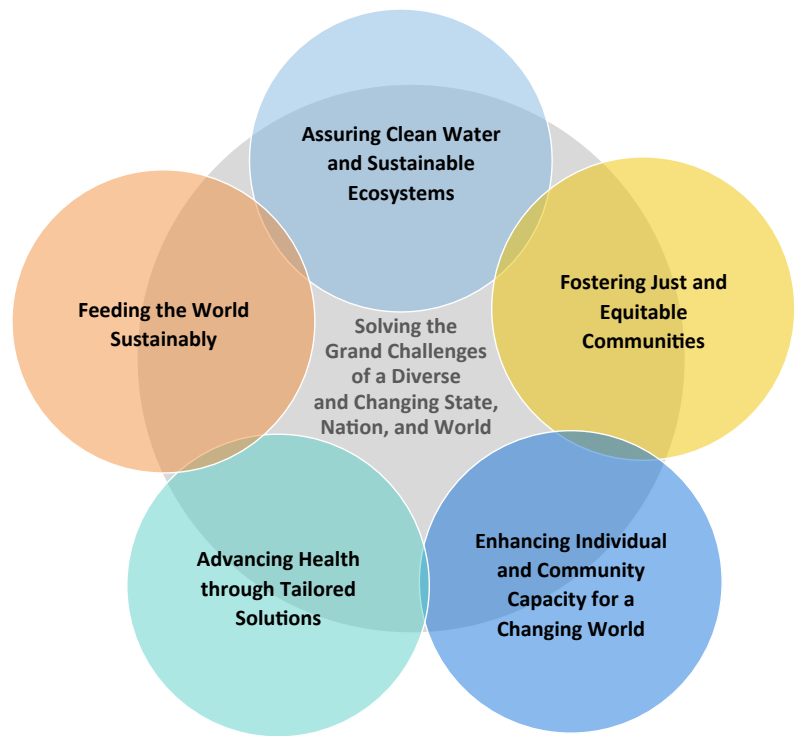 Assuring Clean Water
and Sustainable
Ecosystems
Feeding the World
Sustainably
Fostering Just and
Equitable
Communities
Solving the
Grand Challenges
of a Diverse
and Changing State,
Nation, and World
Advancing Health
through Tailored
Solutions
Enhancing Individual
and Community
Capacity for a
Changing World